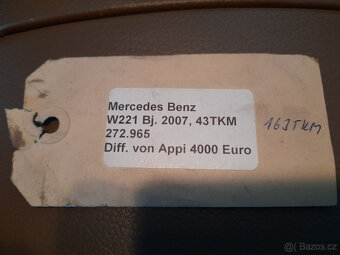 Mercedes Benz
W221 Bj. 2007, 43TKM
272.965
Diff. von Appi 4000 Euro
163TKM
Bazos.cz